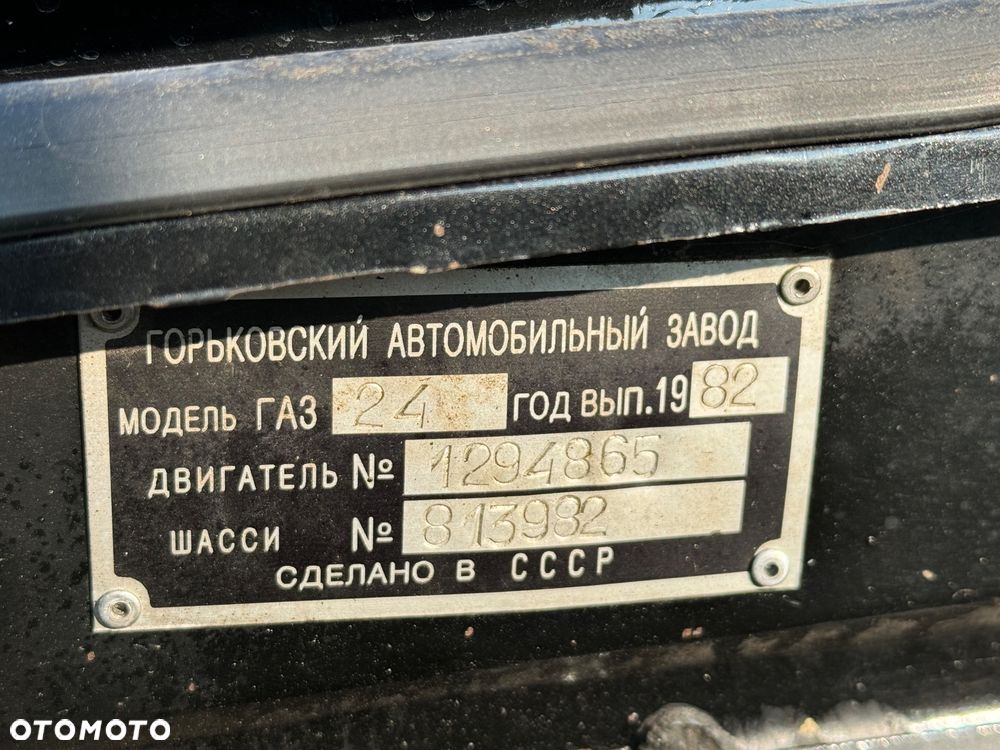 ГОРЬКОВСКИЙ АВТОМОБИЛЬНЫЙ ЗАВОД
МОДЕЛЬ ГАЗ 24 ГОД ВЫП.1982
ДВИГАТЕЛЬ № 1294865
ШАССИ № 813982
СДЕЛАНО В СССР
OTOMOTO